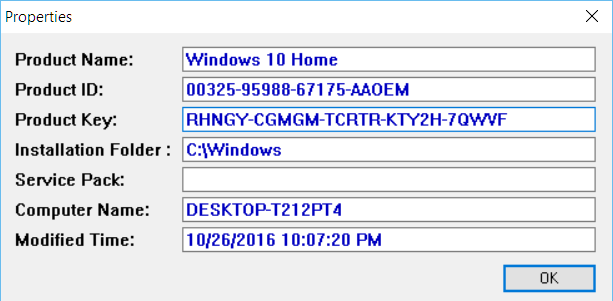 Properties
Product Name: Windows 10 Home
Product ID: 00325-95988-67175-AAOEM
Product Key: RHNGY-CGMGM-TCRTR-KTY2H-7QWVF
Installation Folder : C:\Windows
Service Pack:
Computer Name: DESKTOP-T212PT4
Modified Time: 10/26/2016 10:07:20 PM
OK